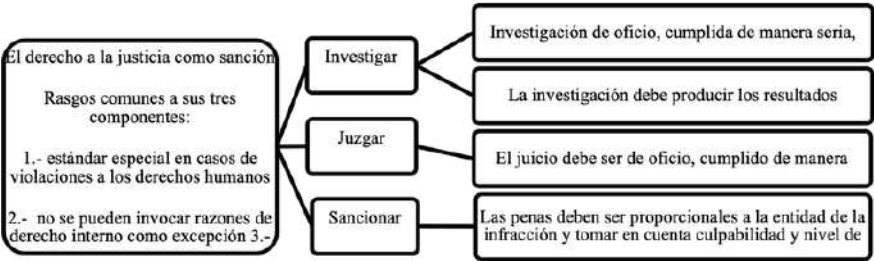 El derecho a la justicia como sanción
Rasgos comunes a sus tres
componentes:
1.- estándar especial en casos de
violaciones a los derechos humanos
2.- no se pueden invocar razones de
derecho interno como excepción 3.-
Investigar
Juzgar
Sancionar
Investigación de oficio, cumplida de manera seria,
La investigación debe producir los resultados
El juicio debe ser de oficio, cumplido de manera
Las penas deben ser proporcionales a la entidad de la
infracción y tomar en cuenta culpabilidad y nivel de